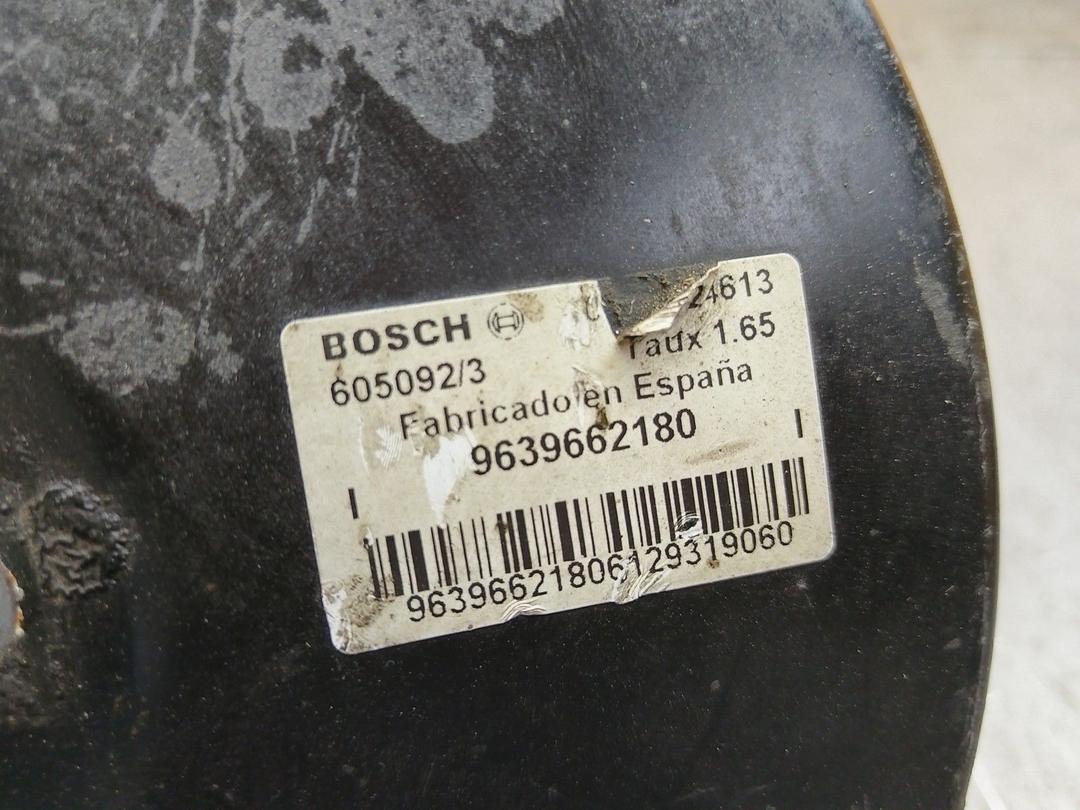 BOSCH 24613
605092/3 Taux 1.65
Fabricado en España
9639662180
I I
96396621806129319060